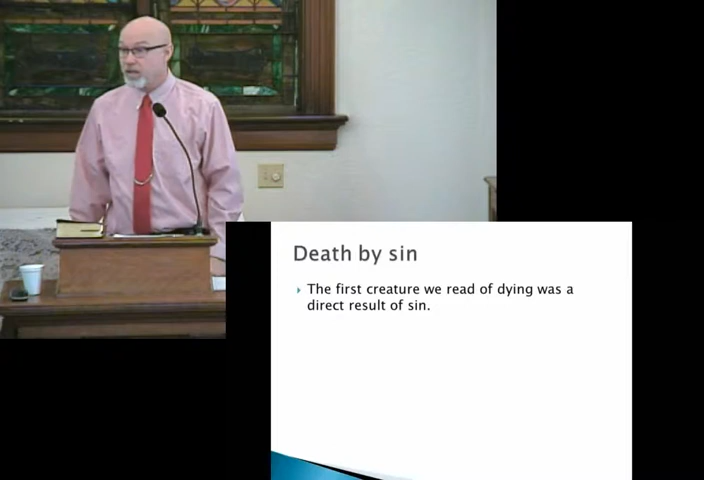 Death by sin
The first creature we read of dying was a
direct result of sin.